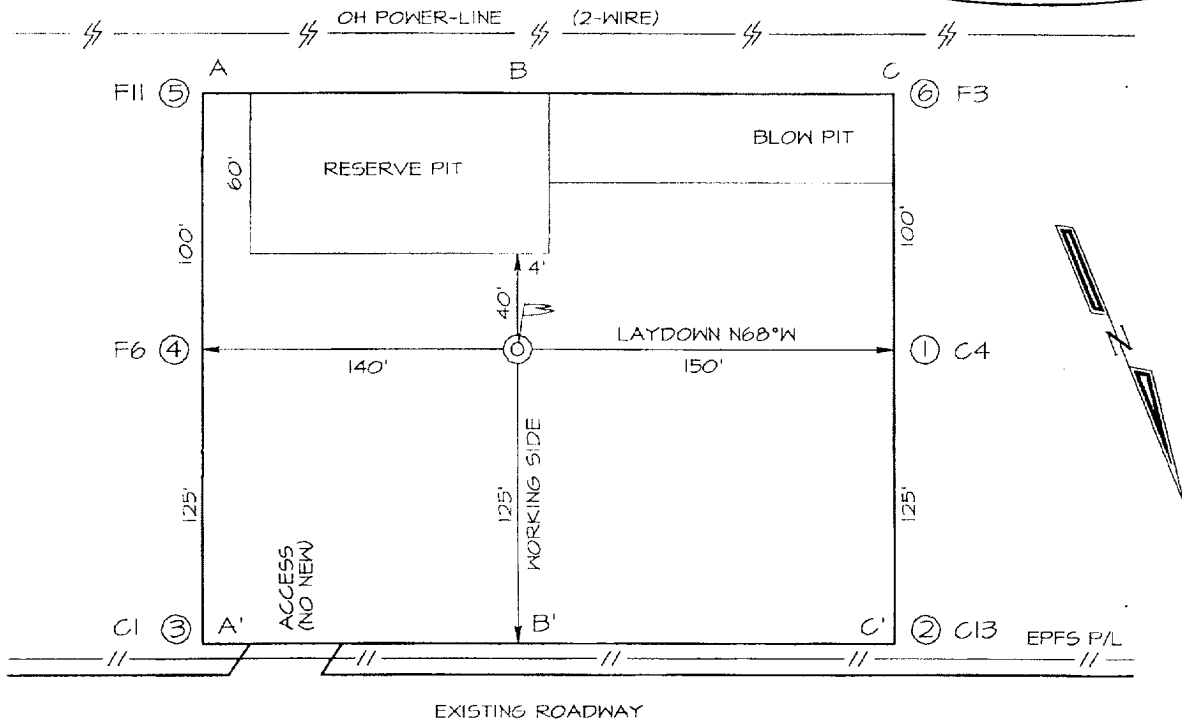 OH POWER-LINE (2-WIRE)
A B C
F11 5 6 F3
BLOW PIT
RESERVE PIT
60'
100' 100'
4'
40'
LAYDOWN N68°W
N
F6 4 1 C4
140' 150'
WORKING SIDE
125' 125' 125'
ACCESS
(NO NEW)
C1 3 A' B' C' 2 C13 EPFS P/L
EXISTING ROADWAY